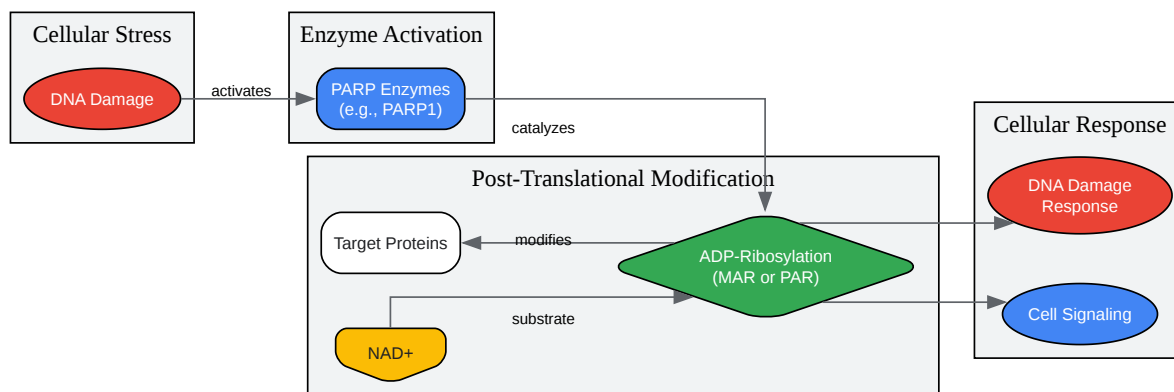 Cellular Stress
DNA Damage
activates
Enzyme Activation
PARP Enzymes
(e.g., PARP1)
catalyzes
Post-Translational Modification
Target Proteins
modifies
ADP-Ribosylation
(MAR or PAR)
substrate
NAD+
Cellular Response
DNA Damage
Response
Cell Signaling